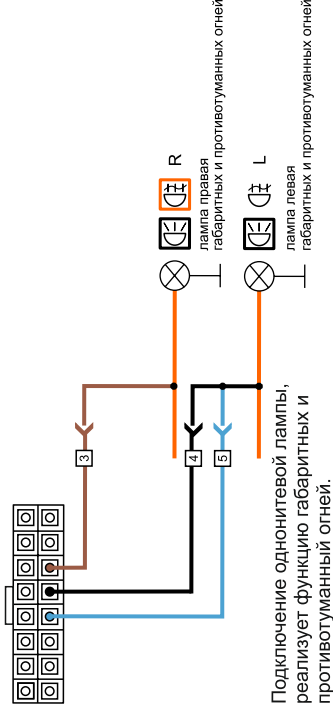 R
лампа правая
габаритных и противотуманных огней
L
лампа левая
габаритных и противотуманных огней
3
4
5
Подключение однонитевой лампы,
реализует функцию габаритных и
противотуманный огней.